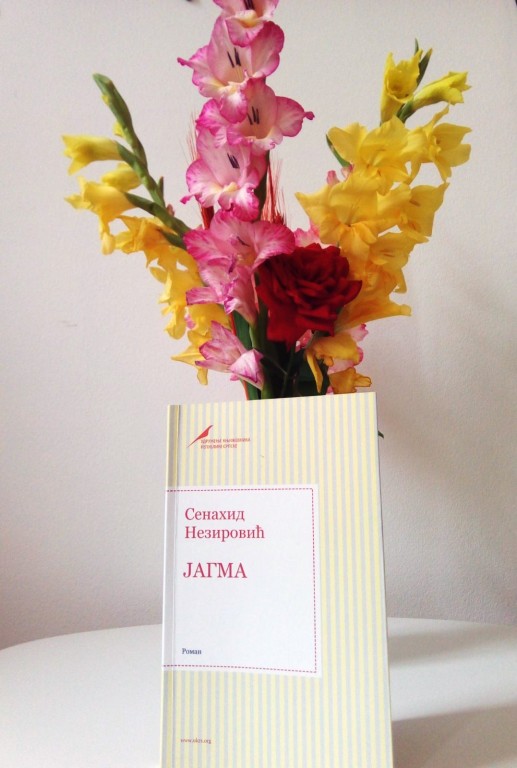 Сенахид
Незировић
ЈАГМА
Роман